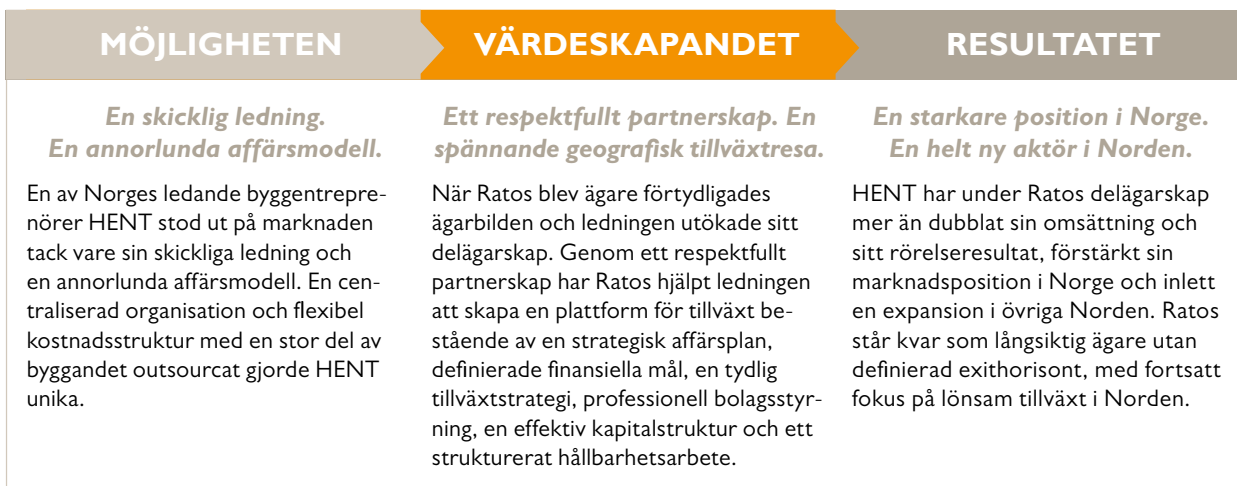 MÖJLIGHETEN
En skicklig ledning.
En annorlunda affärsmodell.
En av Norges ledande byggentrepre-
nörer HENT stod ut på marknaden
tack vare sin skickliga ledning och
en annorlunda affärsmodell. En cen-
traliserad organisation och flexibel
kostnadsstruktur med en stor del av
byggandet outsourcat gjorde HENT
unika.
VÄRDESKAPANDET
Ett respektfullt partnerskap. En
spännande geografisk tillväxtresa.
När Ratos blev ägare förtydligades
ägarbilden och ledningen utökade sitt
delägarskap. Genom ett respektfullt
partnerskap har Ratos hjälpt ledningen
att skapa en plattform för tillväxt be-
stående av en strategisk affärsplan,
definierade finansiella mål, en tydlig
tillväxtstrategi, professionell bolagsstyr-
ning, en effektiv kapitalstruktur och ett
strukturerat hållbarhetsarbete.
RESULTATET
En starkare position i Norge.
En helt ny aktör i Norden.
HENT har under Ratos delägarskap
mer än dubblat sin omsättning och
sitt rörelseresultat, förstärkt sin
marknadsposition i Norge och inlett
en expansion i övriga Norden. Ratos
står kvar som långsiktig ägare utan
definierad exithorisont, med fortsatt
fokus på lönsam tillväxt i Norden.